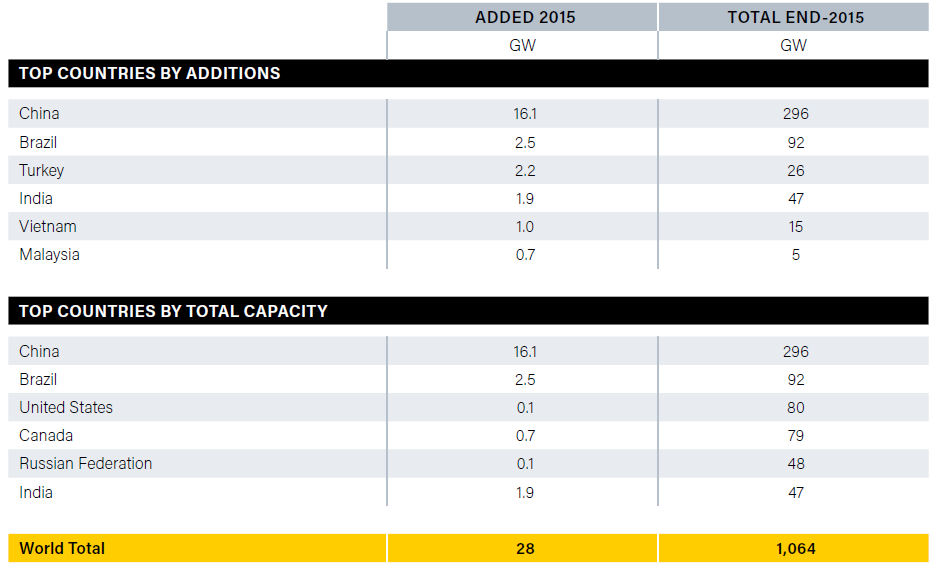 ADDED 2015 TOTAL END-2015
GW GW
TOP COUNTRIES BY ADDITIONS
China 16.1 296
Brazil 2.5 92
Turkey 2.2 26
India 1.9 47
Vietnam 1.0 15
Malaysia 0.7 5
TOP COUNTRIES BY TOTAL CAPACITY
China 16.1 296
Brazil 2.5 92
United States 0.1 80
Canada 0.7 79
Russian Federation 0.1 48
India 1.9 47
World Total 28 1,064